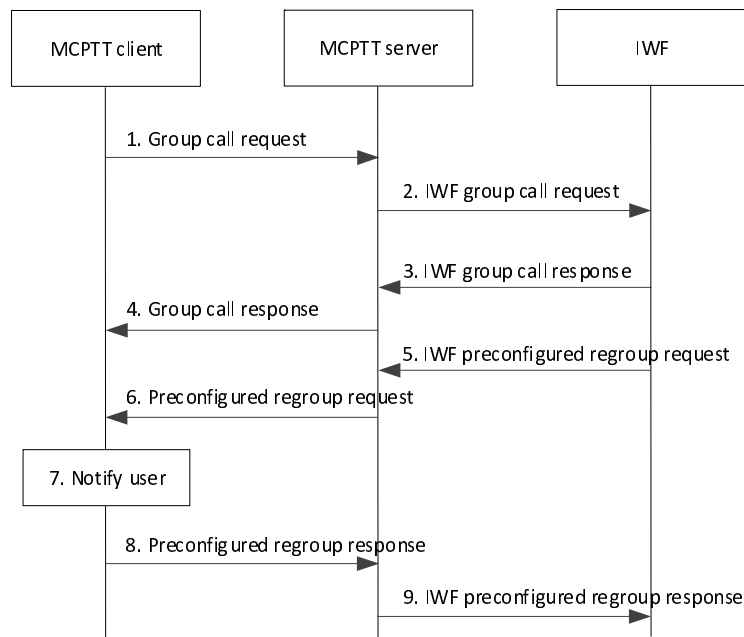 MCPTT client
MCPTT server
IWF
1. Group call request
2. IWF group call request
3. IWF group call response
4. Group call response
5. IWF preconfigured regroup request
6. Preconfigured regroup request
7. Notify user
8. Preconfigured regroup response
9. IWF preconfigured regroup response